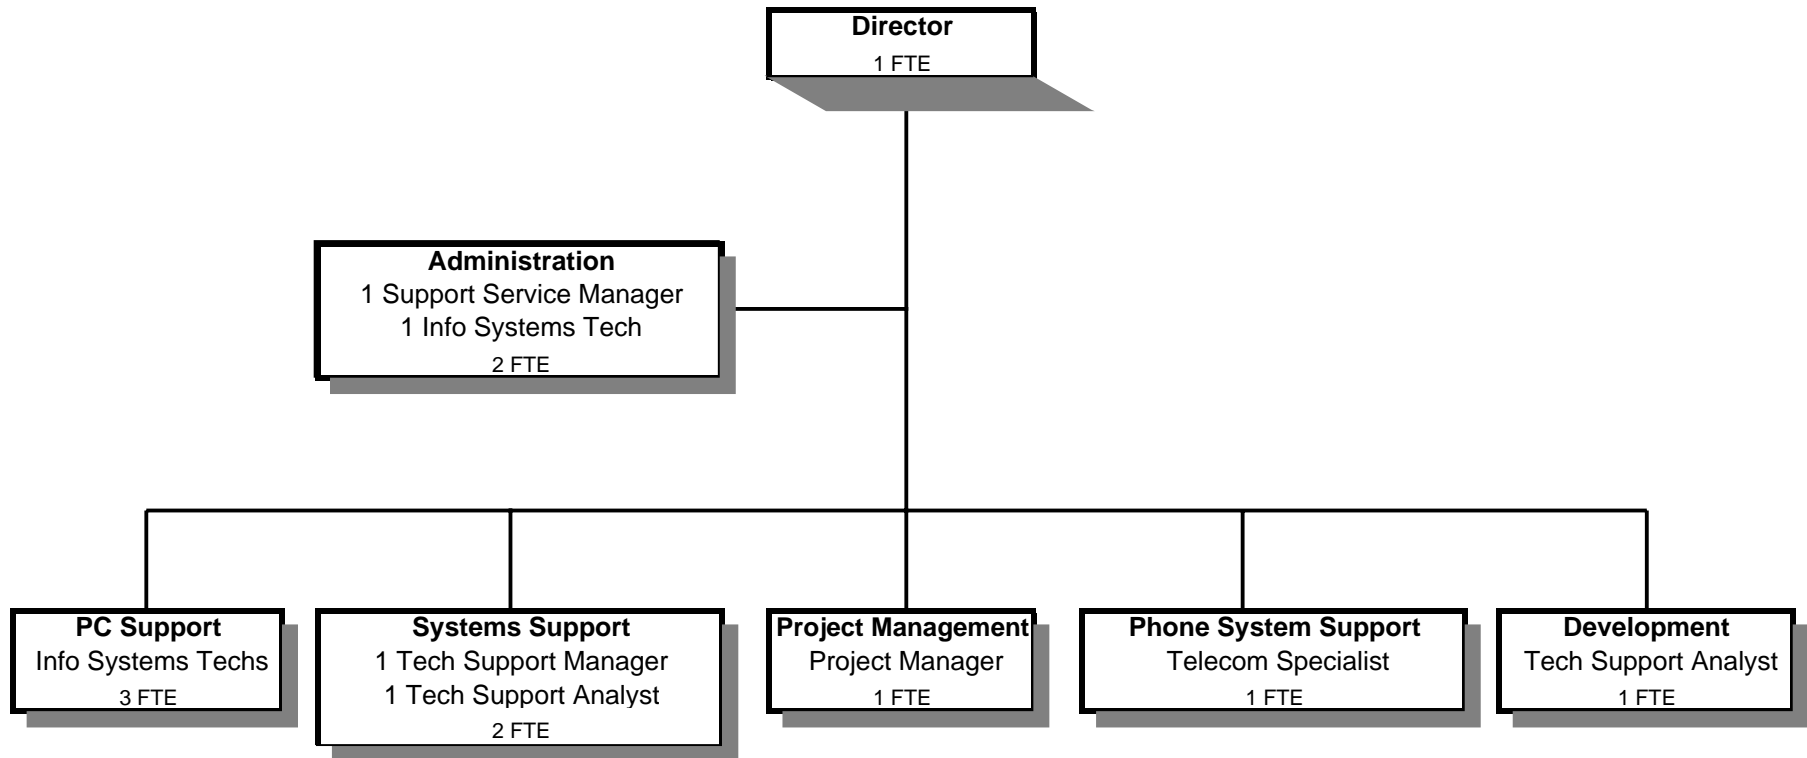 Director
1 FTE
Administration
1 Support Service Manager
1 Info Systems Tech
2 FTE
PC Support
Info Systems Techs
3 FTE
Systems Support
1 Tech Support Manager
1 Tech Support Analyst
2 FTE
Project Management
Project Manager
1 FTE
Phone System Support
Telecom Specialist
1 FTE
Development
Tech Support Analyst
1 FTE